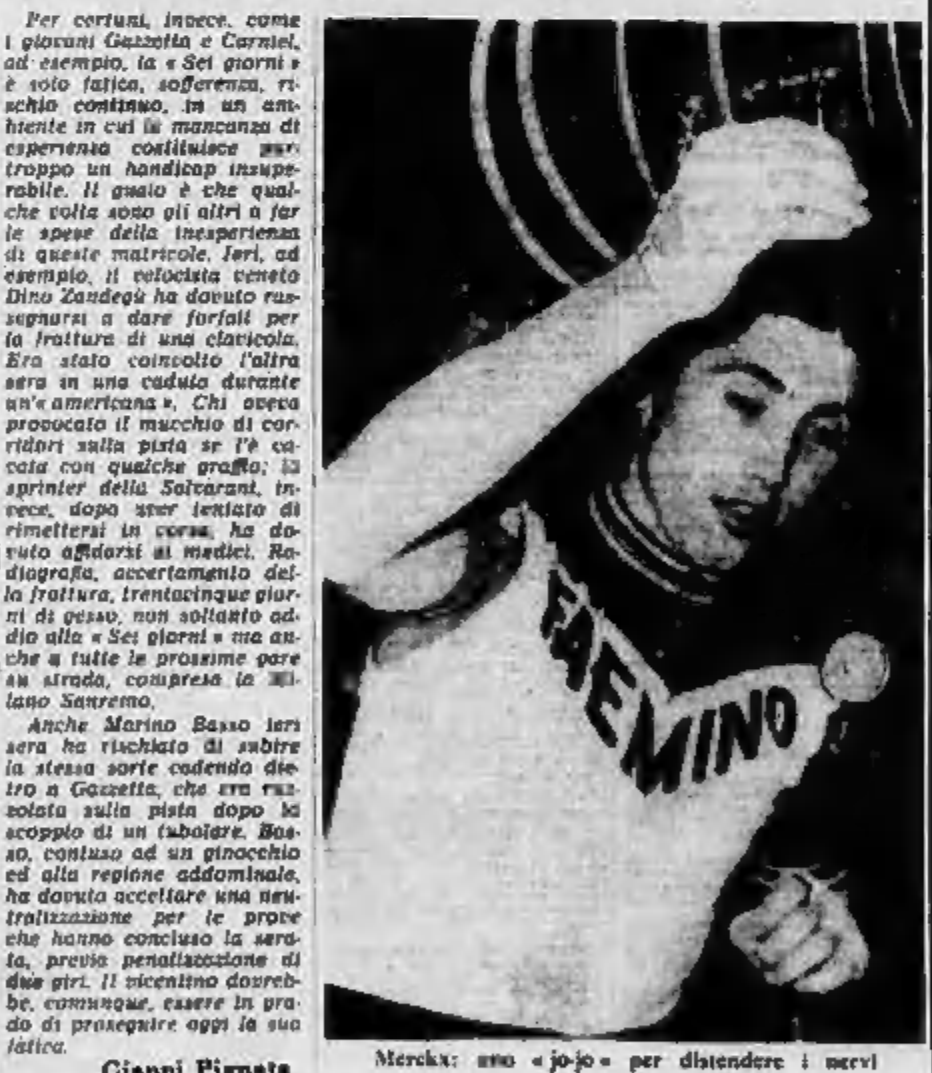 Per certuni, invece, come
i giovani Gazzetta e Carniel,
ad esempio, la « Sei giorni »
è solo fatica, sofferenza, ri-
schio continuo, in un am-
biente in cui la mancanza di
esperienza costituisce pur-
troppo un handicap insupe-
rabile. Il guaio è che qual-
che volta sono gli altri a far
le spese della inesperienza
di queste matricole. Ieri, ad
esempio, il velocista veneto
Dino Zandegù ha dovuto ras-
segnarsi a dare forfait per
la frattura di una clavicola.
Era stato coinvolto l'altra
sera in una caduta durante
un'« americana ». Chi aveva
provocato il mucchio di cor-
ridori sulla pista se l'è ca-
vata con qualche graffio; lo
sprinter della Salvarani, in-
vece, dopo aver tentato di
rimettersi in corsa, ha do-
vuto affidarsi ai medici. Ra-
diografia, accertamento del-
la frattura, trentacinque gior-
ni di gesso, non soltanto ad-
dio alla « Sei giorni » ma an-
che a tutte le prossime gare
su strada, compresa la Mi-
lano Sanremo.
Anche Marino Basso ieri
sera ha rischiato di subire
la stessa sorte cadendo die-
tro a Gazzetta, che era ruz-
zolato sulla pista dopo lo
scoppio di un tubolare. Bas-
so, contuso ad un ginocchio
ed alla regione addominale,
ha dovuto accettare una neu-
tralizzazione per le prove
che hanno concluso la sera-
ta, previa penalizzazione di
due giri. Il vicentino dovreb-
be, comunque, essere in gra-
do di proseguire oggi la sua
fatica.
Gianni Pignata
FAEMINO
Merckx: uno « jo-jo » per distendere i nervi